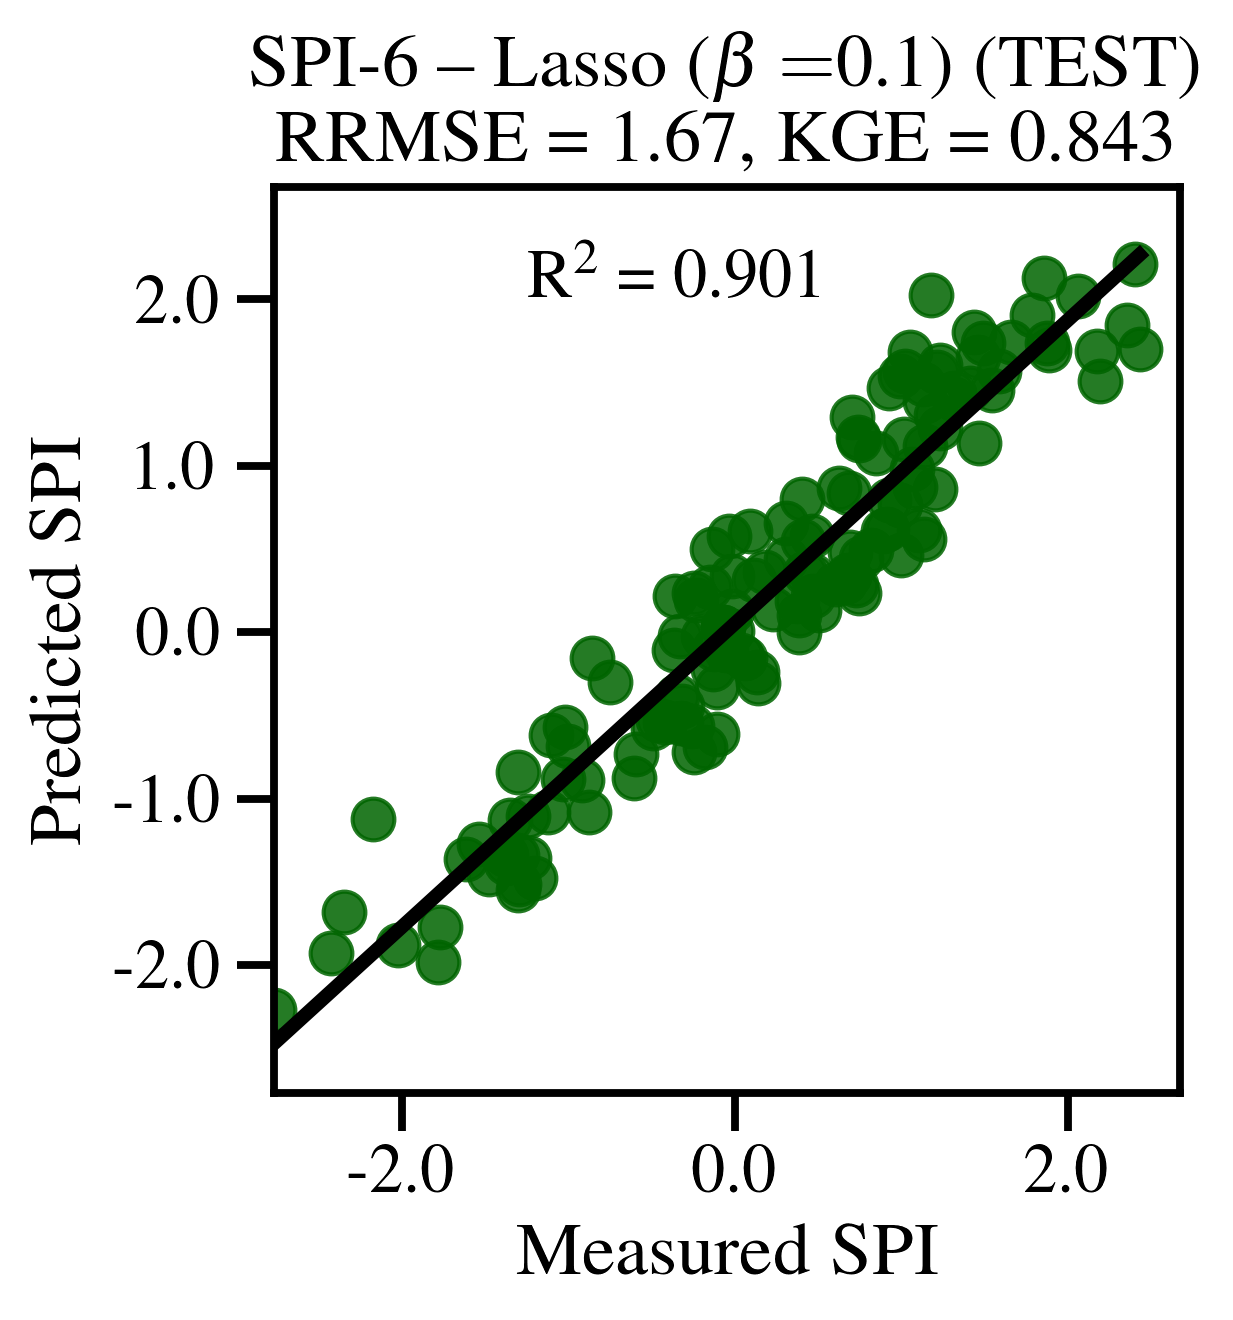 SPI-6 – Lasso (β =0.1) (TEST)
RRMSE = 1.67, KGE = 0.843
R² = 0.901
2.0
1.0
0.0
-1.0
-2.0
Predicted SPI
-2.0
0.0
2.0
Measured SPI